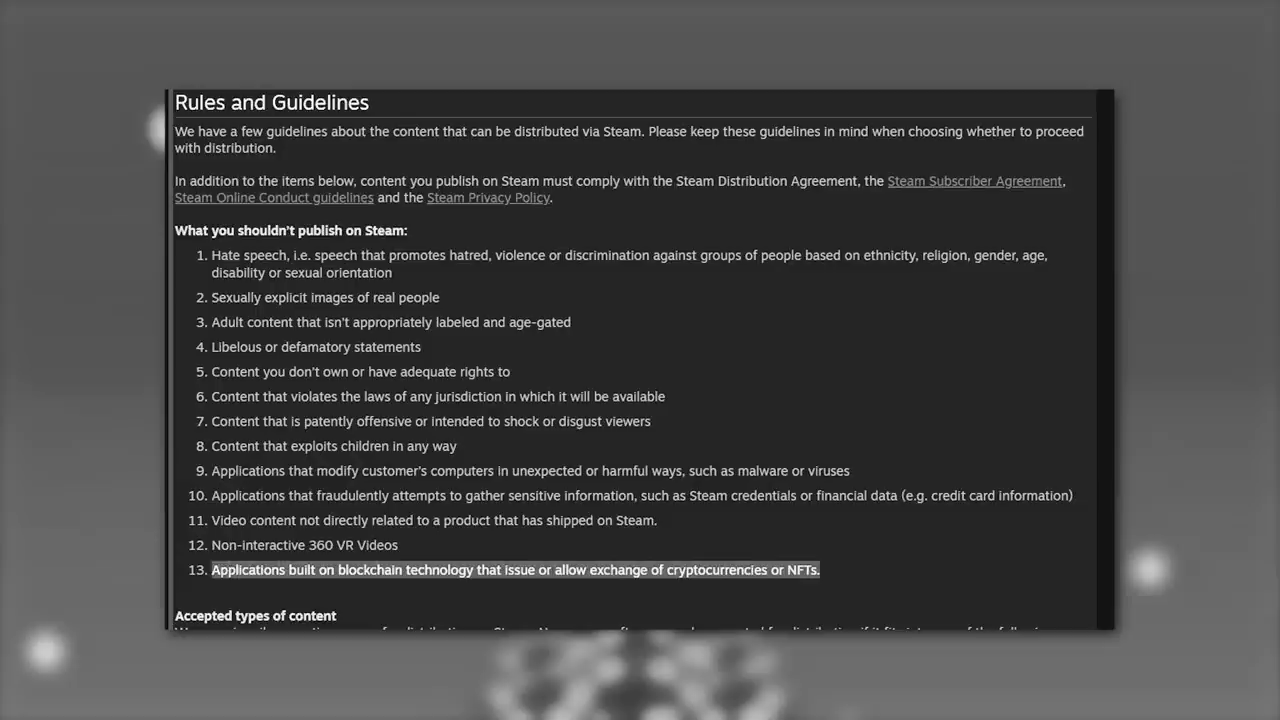 Rules and Guidelines
We have a few guidelines about the content that can be distributed via Steam. Please keep these guidelines in mind when choosing whether to proceed
with distribution.
In addition to the items below, content you publish on Steam must comply with the Steam Distribution Agreement, the Steam Subscriber Agreement,
Steam Online Conduct guidelines and the Steam Privacy Policy.
What you shouldn't publish on Steam:
1. Hate speech, i.e. speech that promotes hatred, violence or discrimination against groups of people based on ethnicity, religion, gender, age,
disability or sexual orientation
2. Sexually explicit images of real people
3. Adult content that isn't appropriately labeled and age-gated
4. Libelous or defamatory statements
5. Content you don't own or have adequate rights to
6. Content that violates the laws of any jurisdiction in which it will be available
7. Content that is patently offensive or intended to shock or disgust viewers
8. Content that exploits children in any way
9. Applications that modify customer's computers in unexpected or harmful ways, such as malware or viruses
10. Applications that fraudulently attempts to gather sensitive information, such as Steam credentials or financial data (e.g. credit card information)
11. Video content not directly related to a product that has shipped on Steam.
12. Non-interactive 360 VR Videos
13. Applications built on blockchain technology that issue or allow exchange of cryptocurrencies or NFTs.
Accepted types of content